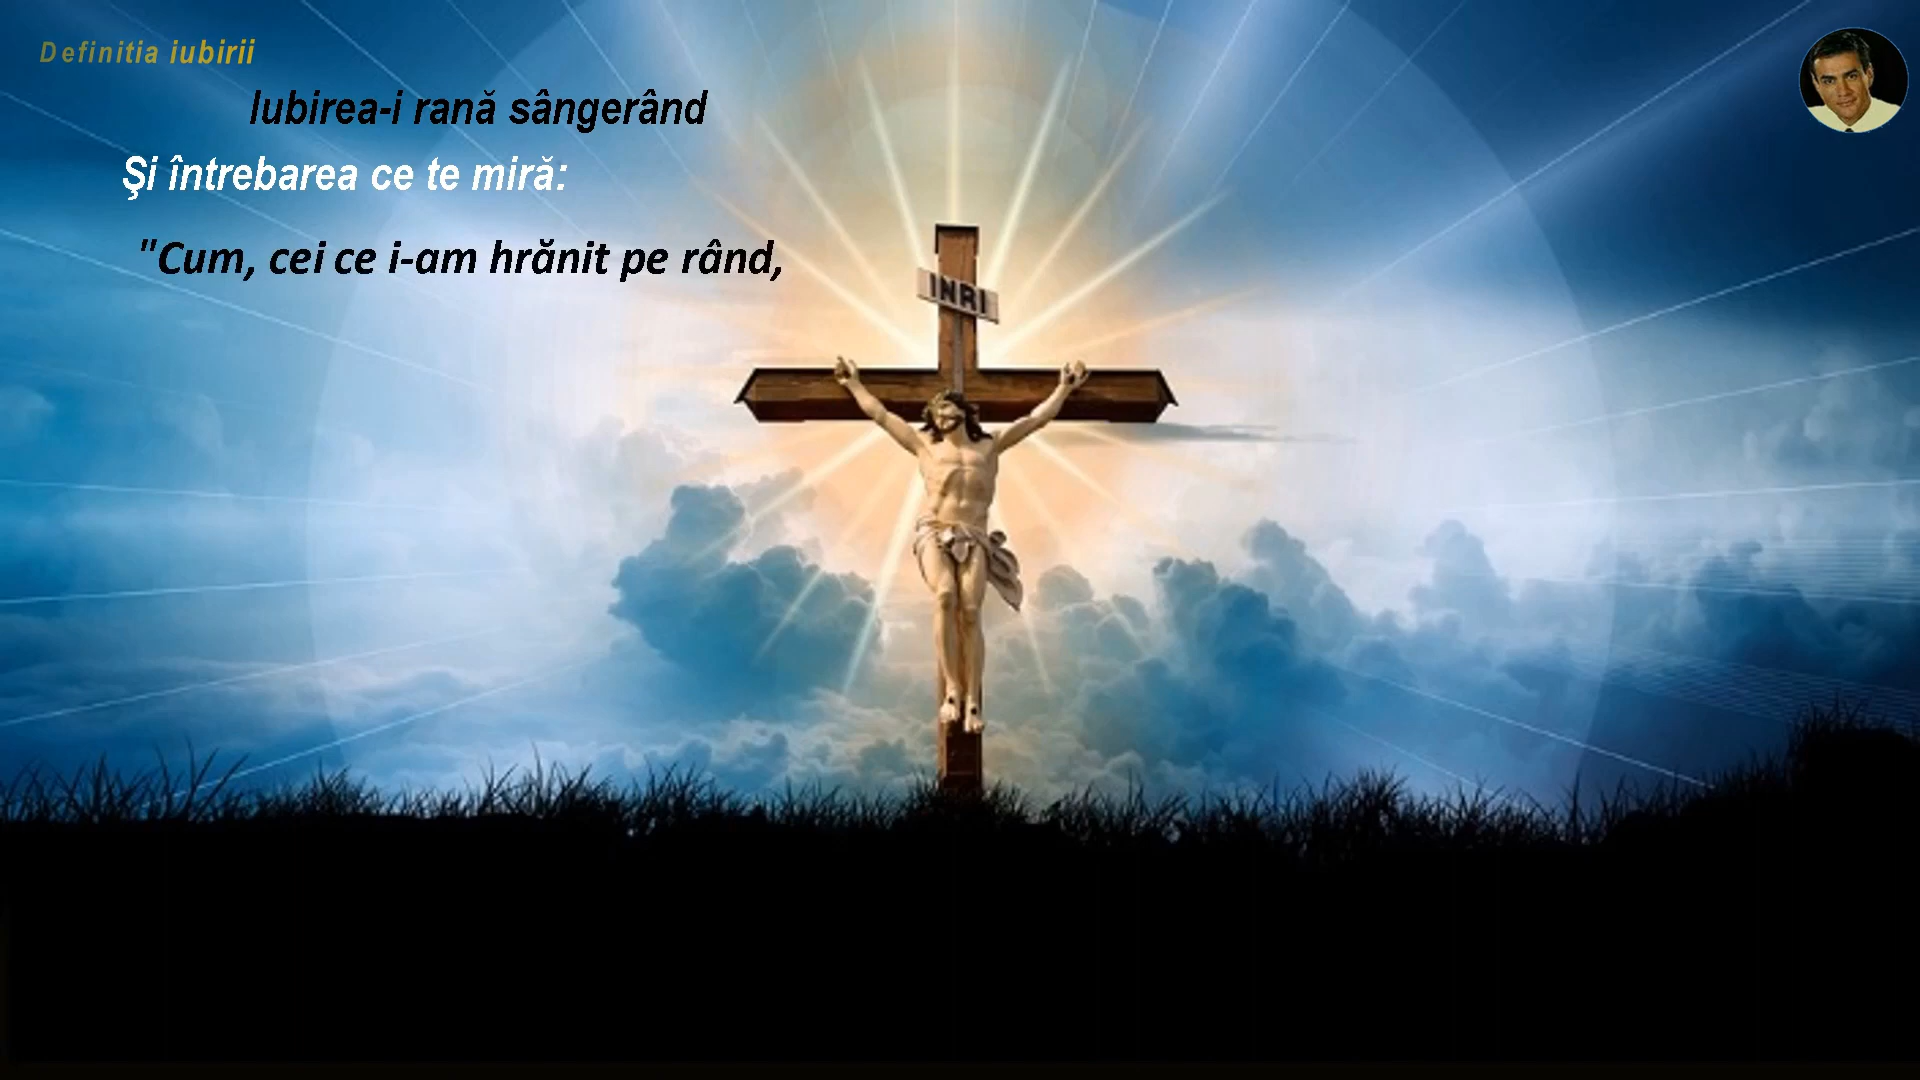 Definitia iubirii
Iubirea-i rană sângerând
Şi întrebarea ce te miră:
"Cum, cei ce i-am hrănit pe rând,
INRI